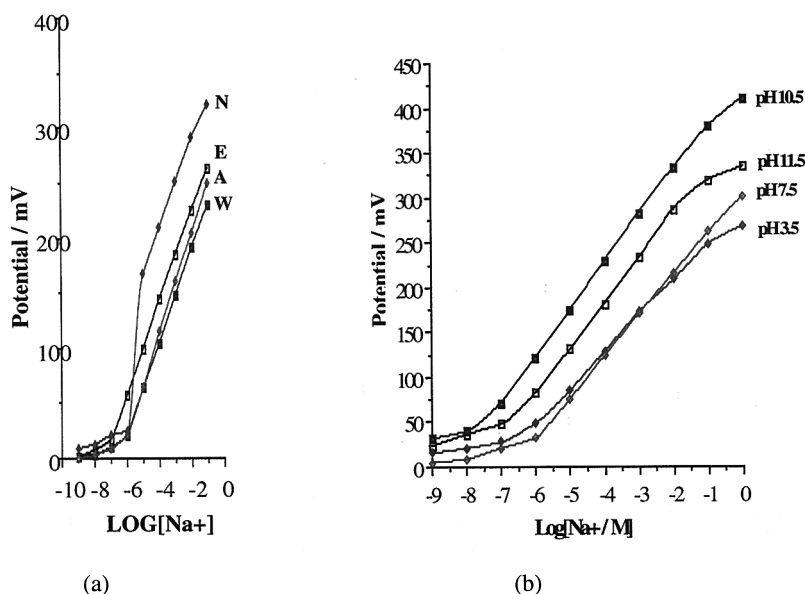 400
300
200
100
0
Potential / mV
N
E
A
W
-10 -8 -6 -4 -2 0
LOG[Na+]
(a)
450
400
350
300
250
200
150
100
50
0
Potential / mV
pH10.5
pH11.5
pH7.5
pH3.5
-9 -8 -7 -6 -5 -4 -3 -2 -1 0
Log[Na+/M]
(b)